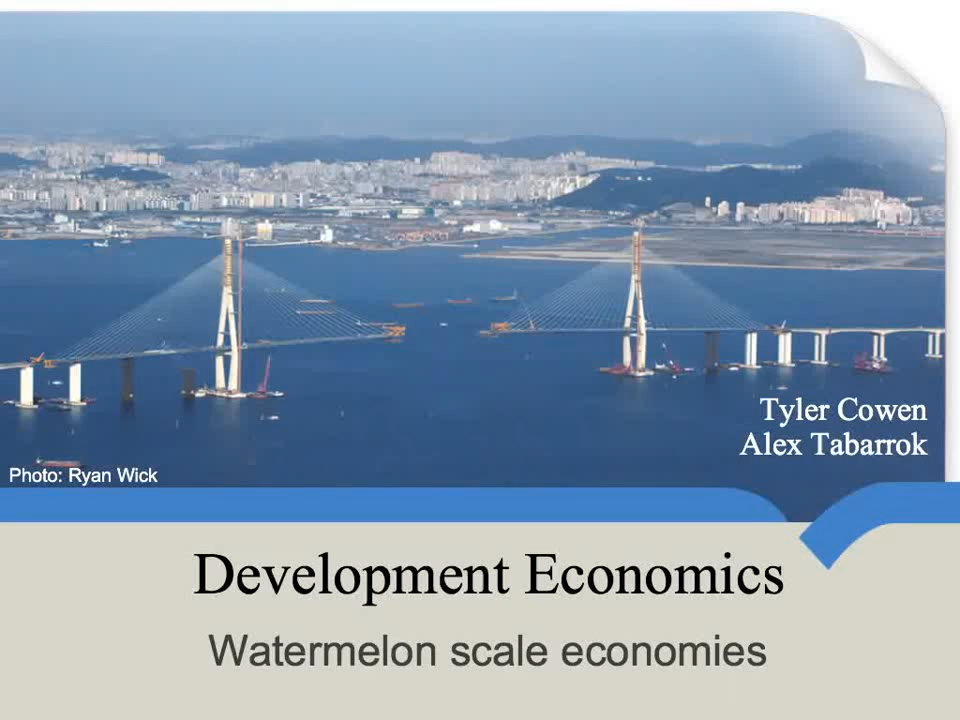 Tyler Cowen
Alex Tabarrok
Photo: Ryan Wick
Development Economics
Watermelon scale economies